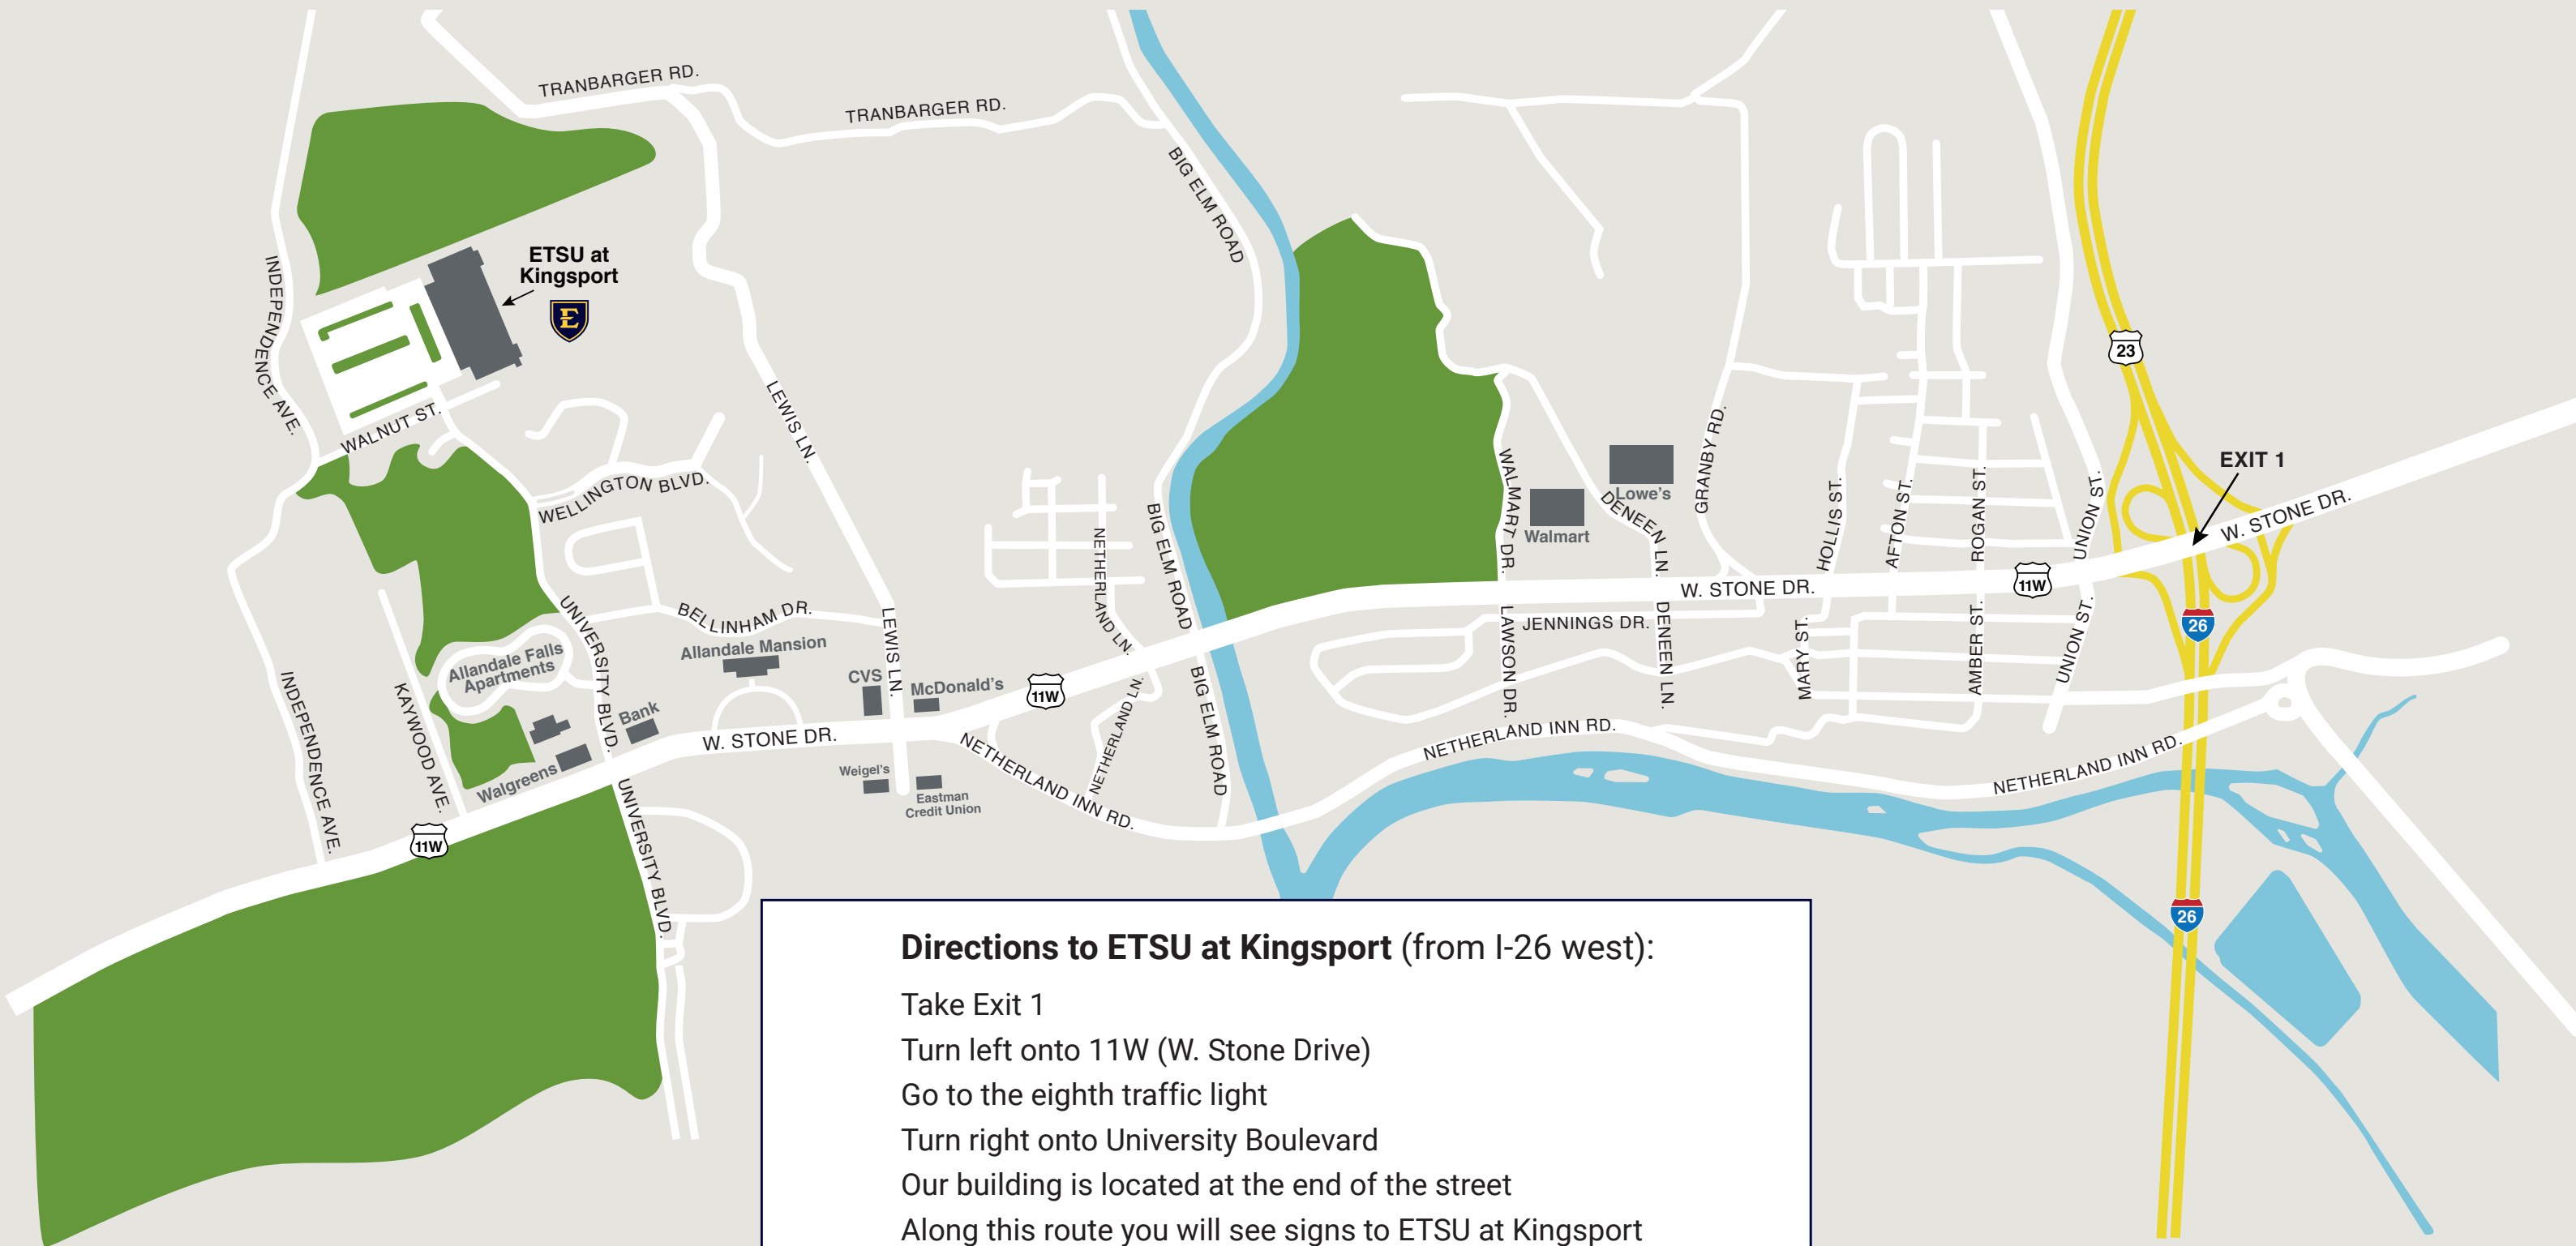 TRANBARGER RD.
TRANBARGER RD.
BIG ELM ROAD
INDEPENDENCE AVE.
ETSU at
Kingsport
E
23
WALNUT ST.
LEWIS LN.
WELLINGTON BLVD.
WALMART DR.
Walmart
Lowe's
DENEEN LN.
GRANBY RD.
HOLLIS ST.
AFTON ST.
ROGAN ST.
UNION ST.
EXIT 1
W. STONE DR.
NETHERLAND LN.
BIG ELM ROAD
W. STONE DR.
11W
26
UNIVERSITY BLVD.
BELLINHAM DR.
Allandale Mansion
LEWIS LN.
CVS
McDonald's
11W
JENNINGS DR.
LAWSON DR.
DENEEN LN.
MARY ST.
AMBER ST.
UNION ST.
Allandale Falls
Apartments
INDEPENDENCE AVE.
KAYWOOD AVE.
Bank
Walgreens
W. STONE DR.
Weigel's
Eastman
Credit Union
NETHERLAND INN RD.
NETHERLAND LN.
BIG ELM ROAD
NETHERLAND INN RD.
NETHERLAND INN RD.
11W
UNIVERSITY BLVD.
26
Directions to ETSU at Kingsport (from I-26 west):
Take Exit 1
Turn left onto 11W (W. Stone Drive)
Go to the eighth traffic light
Turn right onto University Boulevard
Our building is located at the end of the street
Along this route you will see signs to ETSU at Kingsport